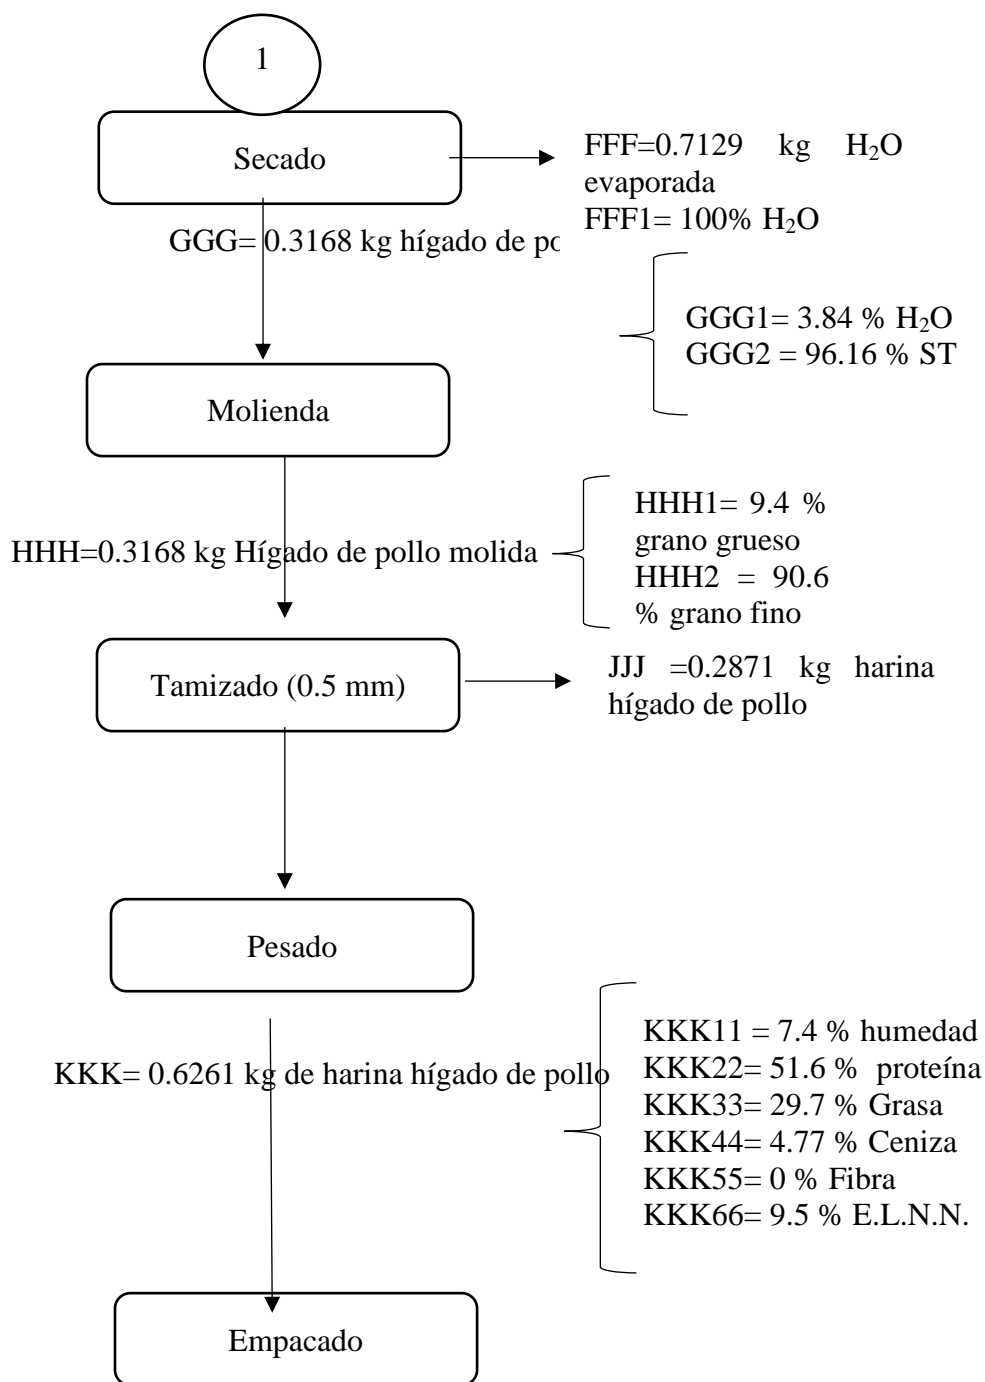 1
Secado
FFF=0.7129 kg H₂O
evaporada
FFF1= 100% H₂O
GGG= 0.3168 kg hígado de
GGG1= 3.84 % H₂O
GGG2 = 96.16 % ST
Molienda
HHH=0.3168 kg Hígado de pollo molida
HHH1= 9.4 %
grano grueso
HHH2 = 90.6
% grano fino
Tamizado (0.5 mm)
JJJ =0.2871 kg harina
hígado de pollo
Pesado
KKK= 0.6261 kg de harina hígado de pollo
KKK11 = 7.4 % humedad
KKK22= 51.6 % proteína
KKK33= 29.7 % Grasa
KKK44= 4.77 % Ceniza
KKK55= 0 % Fibra
KKK66= 9.5 % E.L.N.N.
Empacado